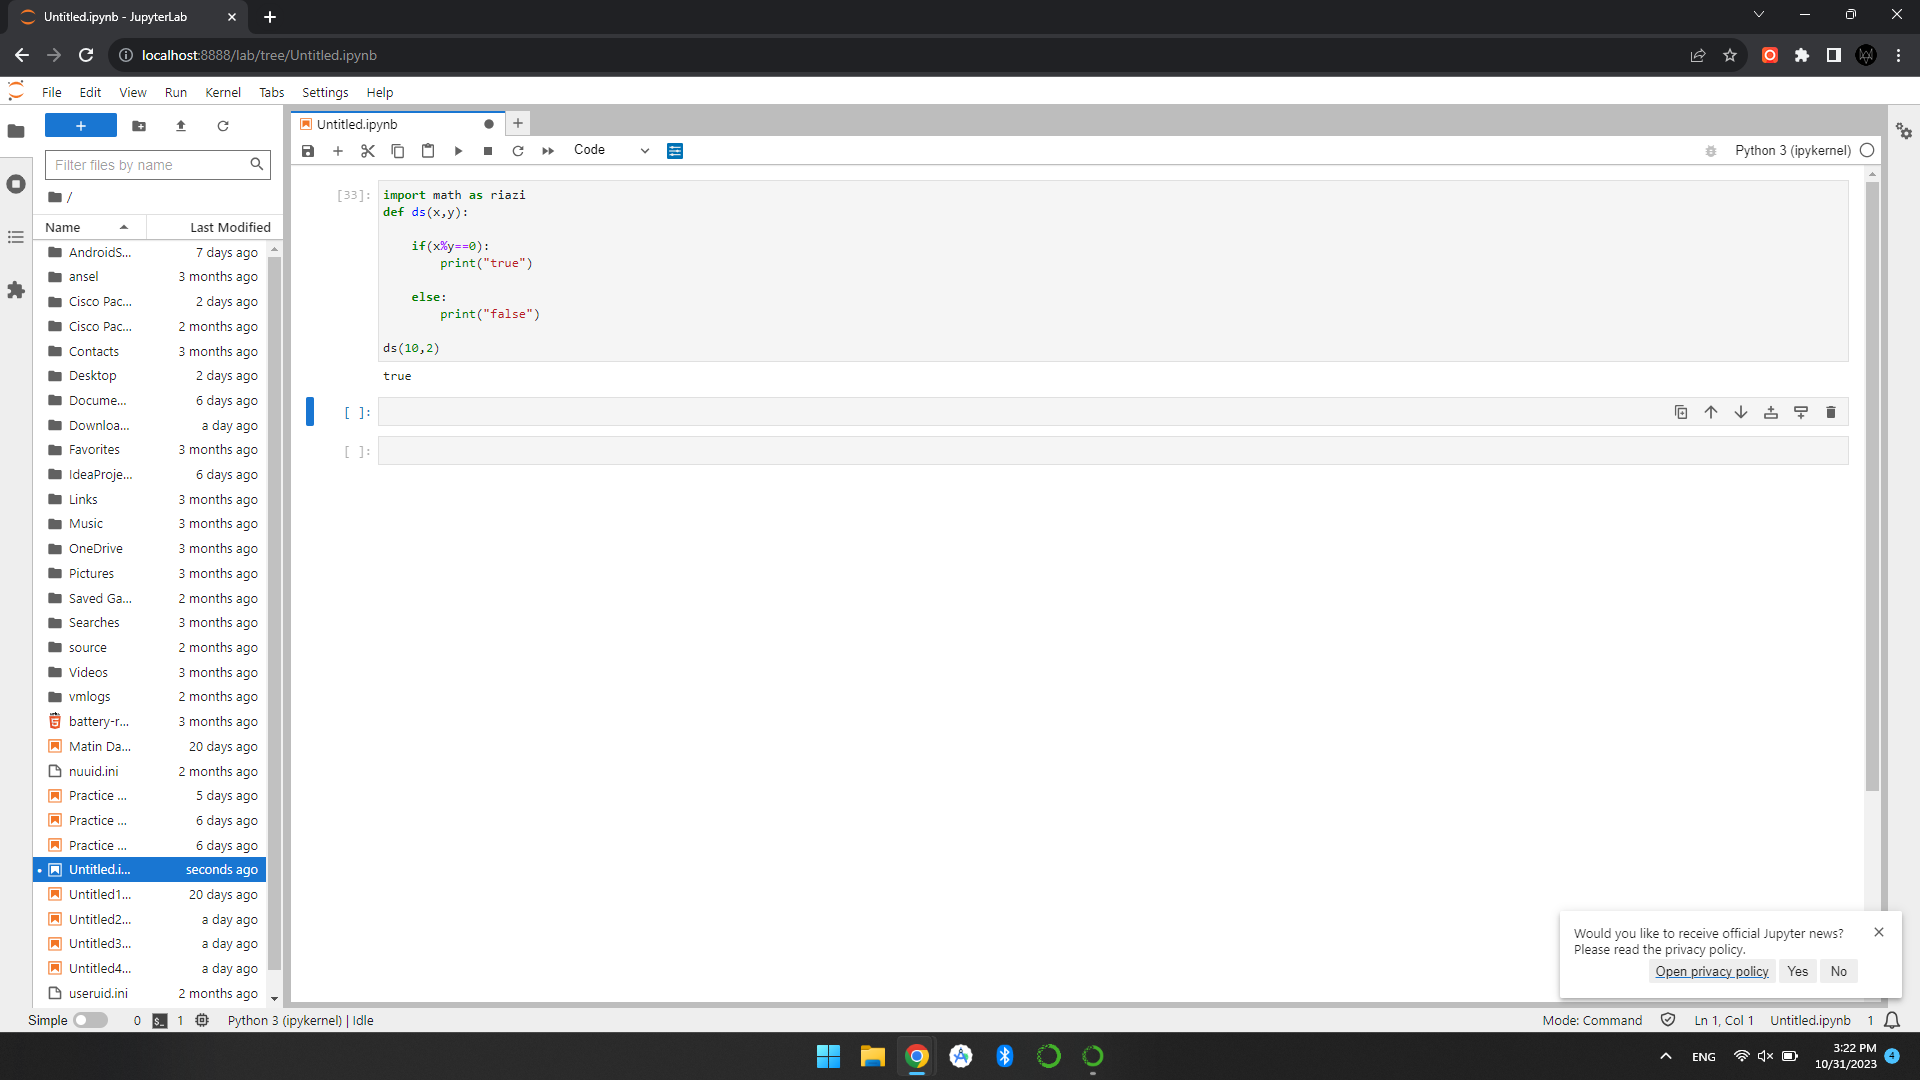 Untitled.ipynb - JupyterLab
localhost:8888/lab/tree/Untitled.ipynb
File Edit View Run Kernel Tabs Settings Help
Filter files by name
/
Name Last Modified
AndroidS... 7 days ago
ansel 3 months ago
Cisco Pac... 2 days ago
Cisco Pac... 2 months ago
Contacts 3 months ago
Desktop 2 days ago
Docume... 6 days ago
Downloa... a day ago
Favorites 3 months ago
IdeaProje... 6 days ago
Links 3 months ago
Music 3 months ago
OneDrive 3 months ago
Pictures 3 months ago
Saved Ga... 2 months ago
Searches 3 months ago
source 2 months ago
Videos 3 months ago
vmlogs 2 months ago
battery-r... 3 months ago
Matin Da... 20 days ago
nuuid.ini 2 months ago
Practice ... 5 days ago
Practice ... 6 days ago
Practice ... 6 days ago
Untitled.i... seconds ago
Untitled1... 20 days ago
Untitled2... a day ago
Untitled3... a day ago
Untitled4... a day ago
useruid.ini 2 months ago
Untitled.ipynb
Code
Python 3 (ipykernel)
[33]: import math as riazi
def ds(x,y):
if(x%y==0):
print("true")
else:
print("false")
ds(10,2)
true
[ ]:
[ ]:
Would you like to receive official Jupyter news?
Please read the privacy policy.
Open privacy policy Yes No
Simple 0 $_ 1 Python 3 (ipykernel) | Idle
Mode: Command Ln 1, Col 1 Untitled.ipynb 1
ENG
3:22 PM
10/31/2023
4